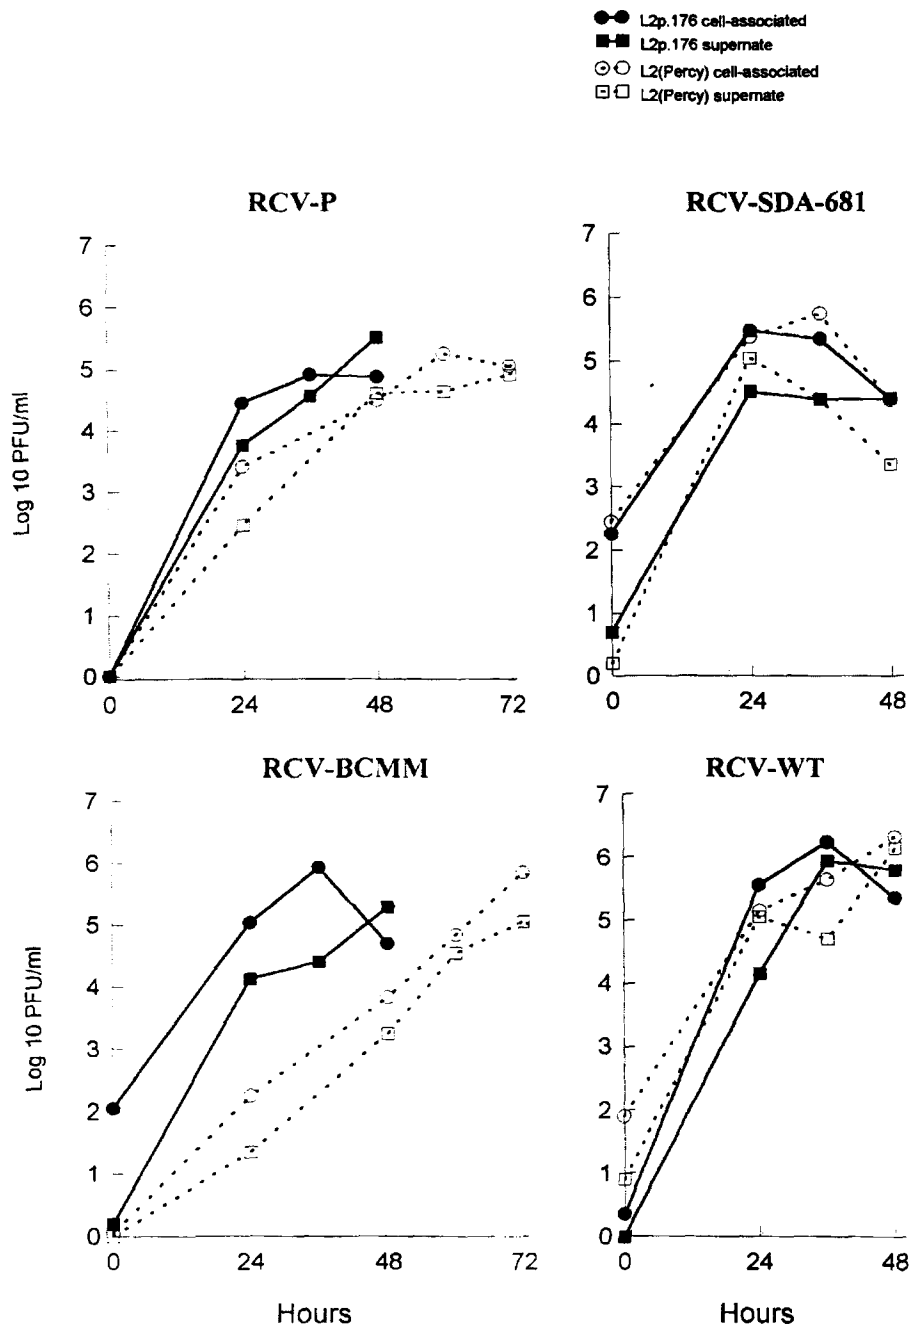 L2p.176 cell-associated
L2p.176 supernate
L2(Percy) cell-associated
L2(Percy) supernate
RCV-P
7
6
5
4
3
2
1
0
Log 10 PFU/ml
0 24 48 72
RCV-SDA-681
7
6
5
4
3
2
1
0
0 24 48
RCV-BCMM
7
6
5
4
3
2
1
0
Log 10 PFU/ml
0 24 48 72
Hours
RCV-WT
7
6
5
4
3
2
1
0
0 24 48
Hours